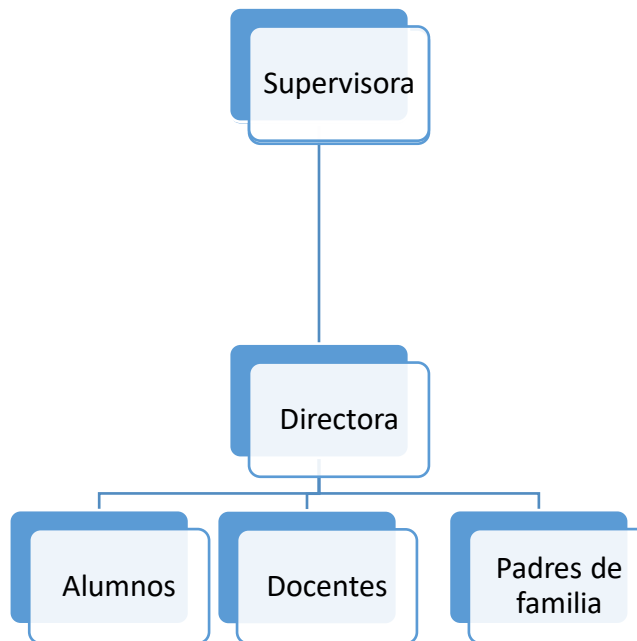 Supervisora
Directora
Alumnos
Docentes
Padres de
familia